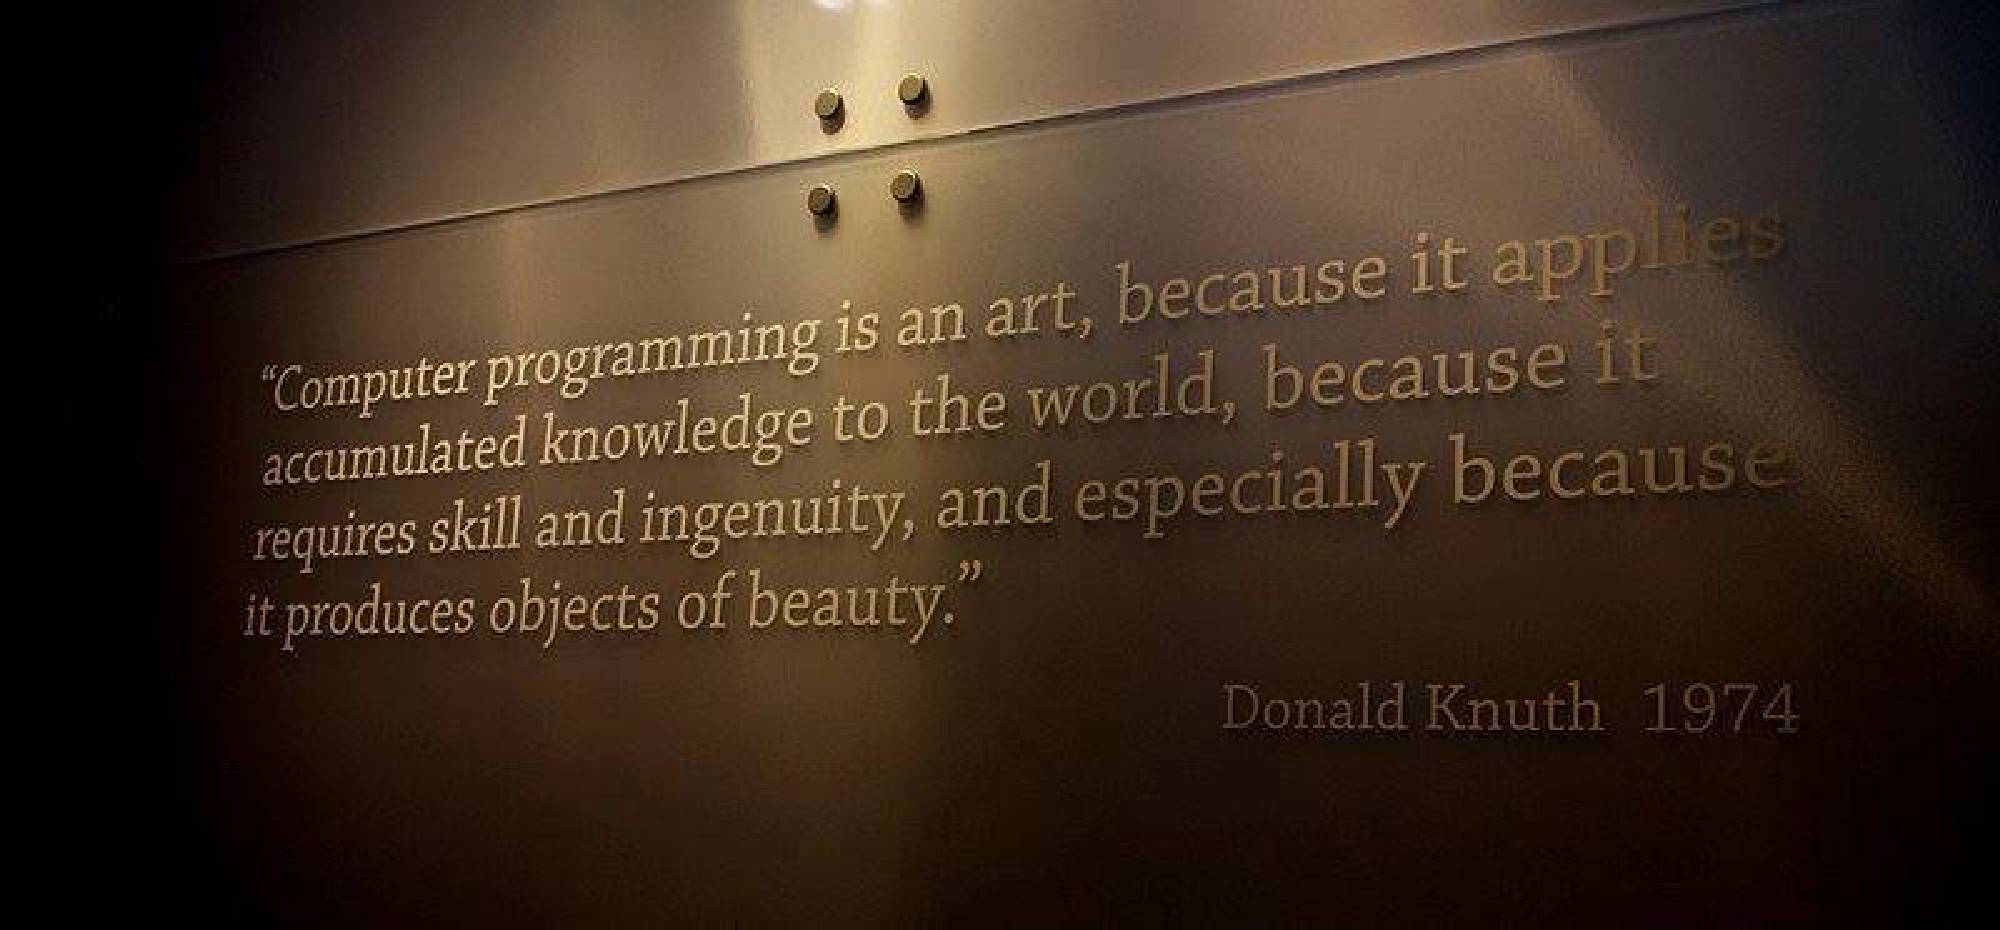 “Computer programming is an art, because it applies
accumulated knowledge to the world, because it
requires skill and ingenuity, and especially because
it produces objects of beauty.”
Donald Knuth 1974